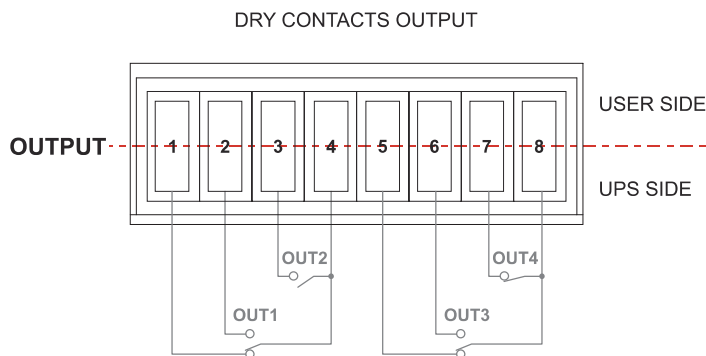 DRY CONTACTS OUTPUT
USER SIDE
OUTPUT 1 2 3 4 5 6 7 8
UPS SIDE
OUT2 OUT4
OUT1 OUT3